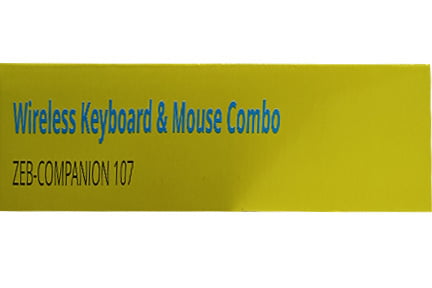 Wireless Keyboard & Mouse Combo
ZEB-COMPANION 107